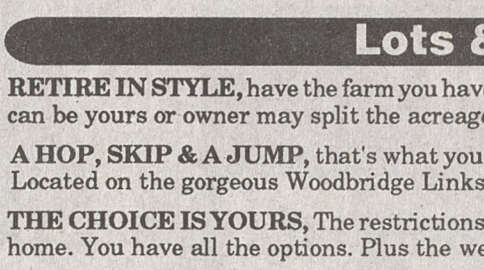 Lots &
RETIRE IN STYLE, have the farm you have
can be yours or owner may split the acreage
A HOP, SKIP & A JUMP, that's what you
Located on the gorgeous Woodbridge Links
THE CHOICE IS YOURS, The restrictions
home. You have all the options. Plus the we